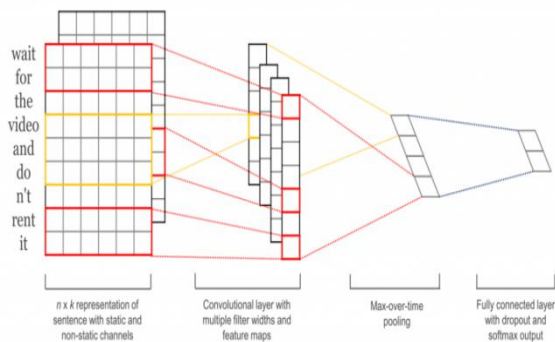 wait
for
the
video
and
do
n't
rent
it
n x k representation of
sentence with static and
non-static channels
Convolutional layer with
multiple filter widths and
feature maps
Max-over-time
pooling
Fully connected layer
with dropout and
softmax output